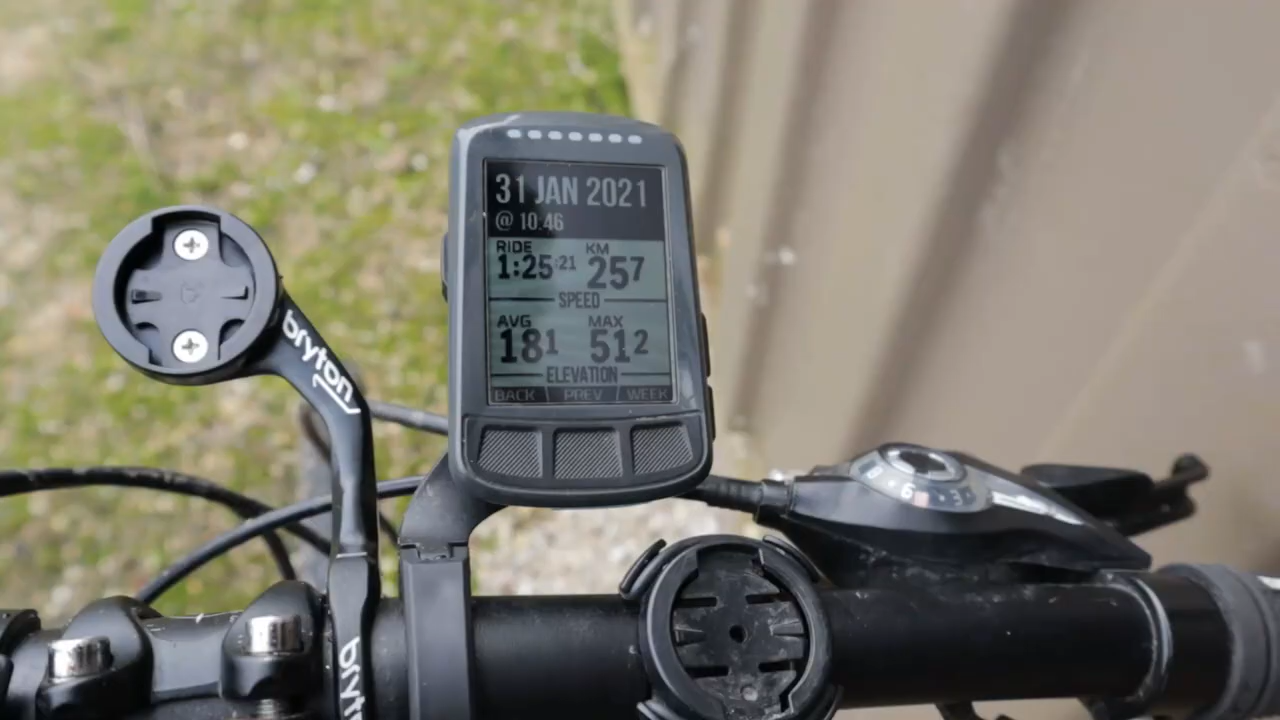 31 JAN 2021
@ 10:46
RIDE KM
1:25:21 257
SPEED
AVG MAX
181 512
ELEVATION
BACK PREV WEEK
bryton
6